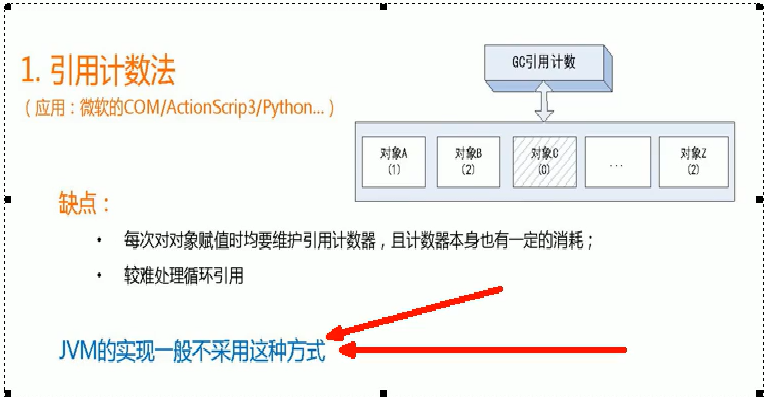 1. 引用计数法
（应用：微软的COM/ActionScrip3/Python...）
GC引用计数
对象A
(1)
对象B
(2)
对象C
(0)
...
对象Z
(2)
缺点：
• 每次对对象赋值时均要维护引用计数器，且计数器本身也有一定的消耗；
• 较难处理循环引用
JVM的实现一般不采用这种方式